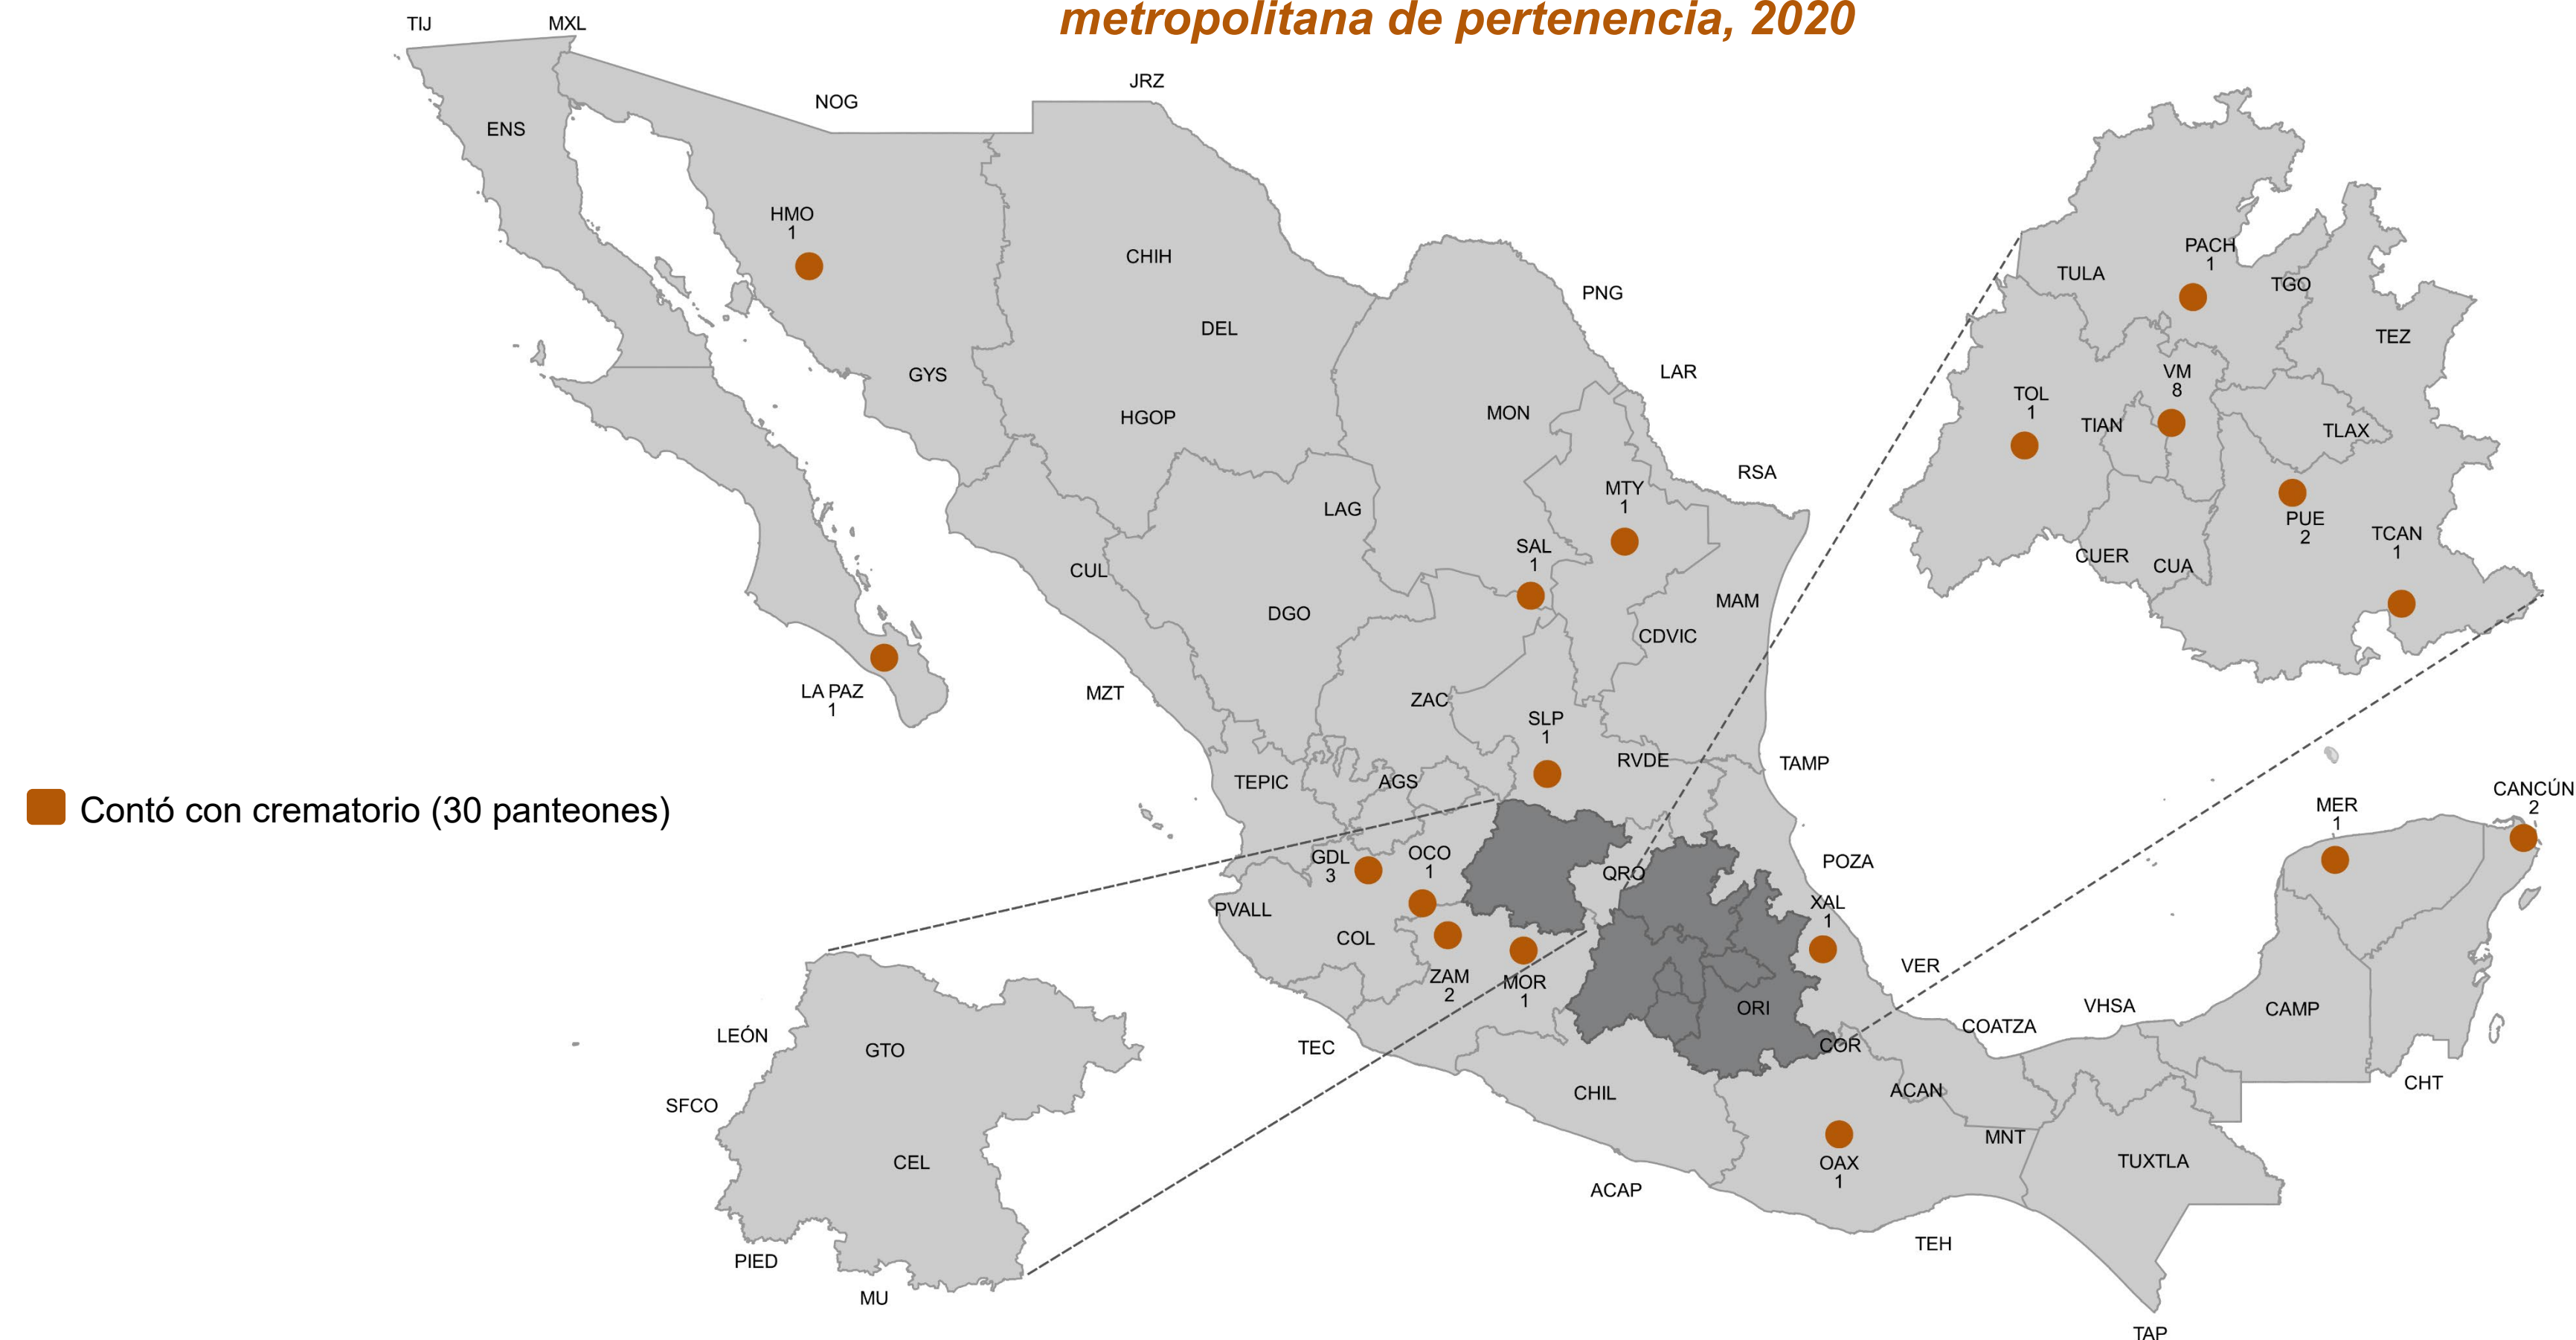 metropolitana de pertenencia, 2020
TIJ
MXL
ENS
NOG
JRZ
HMO
1
CHIH
DEL
GYS
HGOP
PNG
LAR
MON
RSA
MTY
1
LAG
SAL
1
CUL
DGO
MAM
CDVIC
LA PAZ
1
MZT
ZAC
SLP
1
RVDE
TAMP
TEPIC
AGS
Contó con crematorio (30 panteones)
GDL
3
OCO
1
QRO
POZA
PVALL
COL
XAL
1
ZAM
2
MOR
1
VER
ORI
TEC
COR
COATZA
VHSA
CAMP
CHT
CHIL
ACAN
MNT
TUXTLA
OAX
1
ACAP
TEH
TAP
MER
1
CANCÚN
2
PACH
1
TULA
TGO
TEZ
VM
8
TOL
1
TIAN
TLAX
PUE
2
TCAN
1
CUER
CUA
LEÓN
GTO
SFCO
CEL
PIED
MU